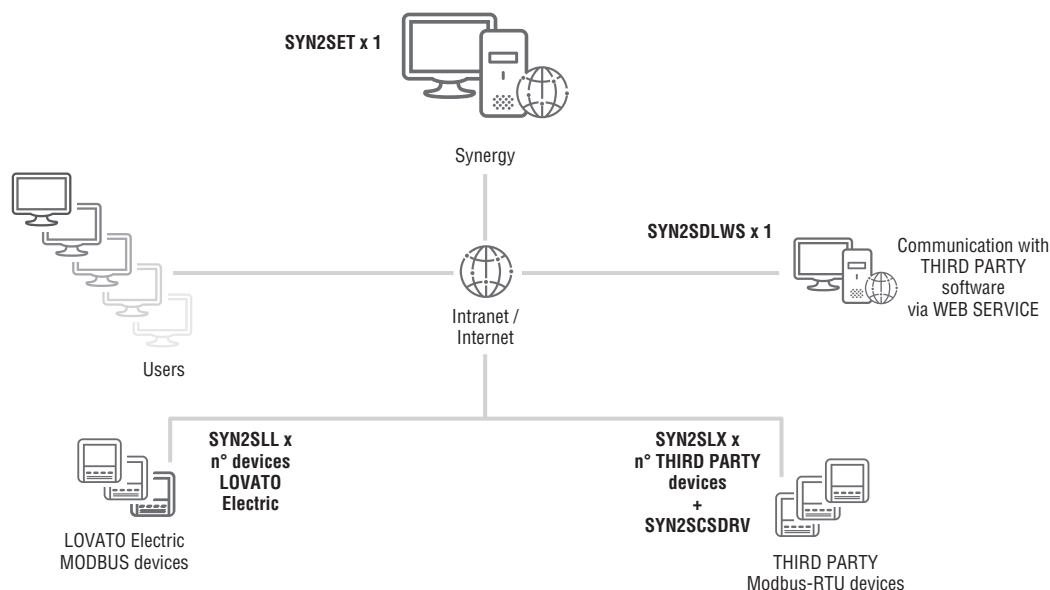 SYN2SET x 1
Synergy
SYN2SDLWS x 1
Communication with
THIRD PARTY
software
via WEB SERVICE
Intranet /
Internet
Users
SYN2SLL x
n° devices
LOVATO
Electric
SYN2SLX x
n° THIRD PARTY
devices
+
SYN2SCSDRV
LOVATO Electric
MODBUS devices
THIRD PARTY
Modbus-RTU devices